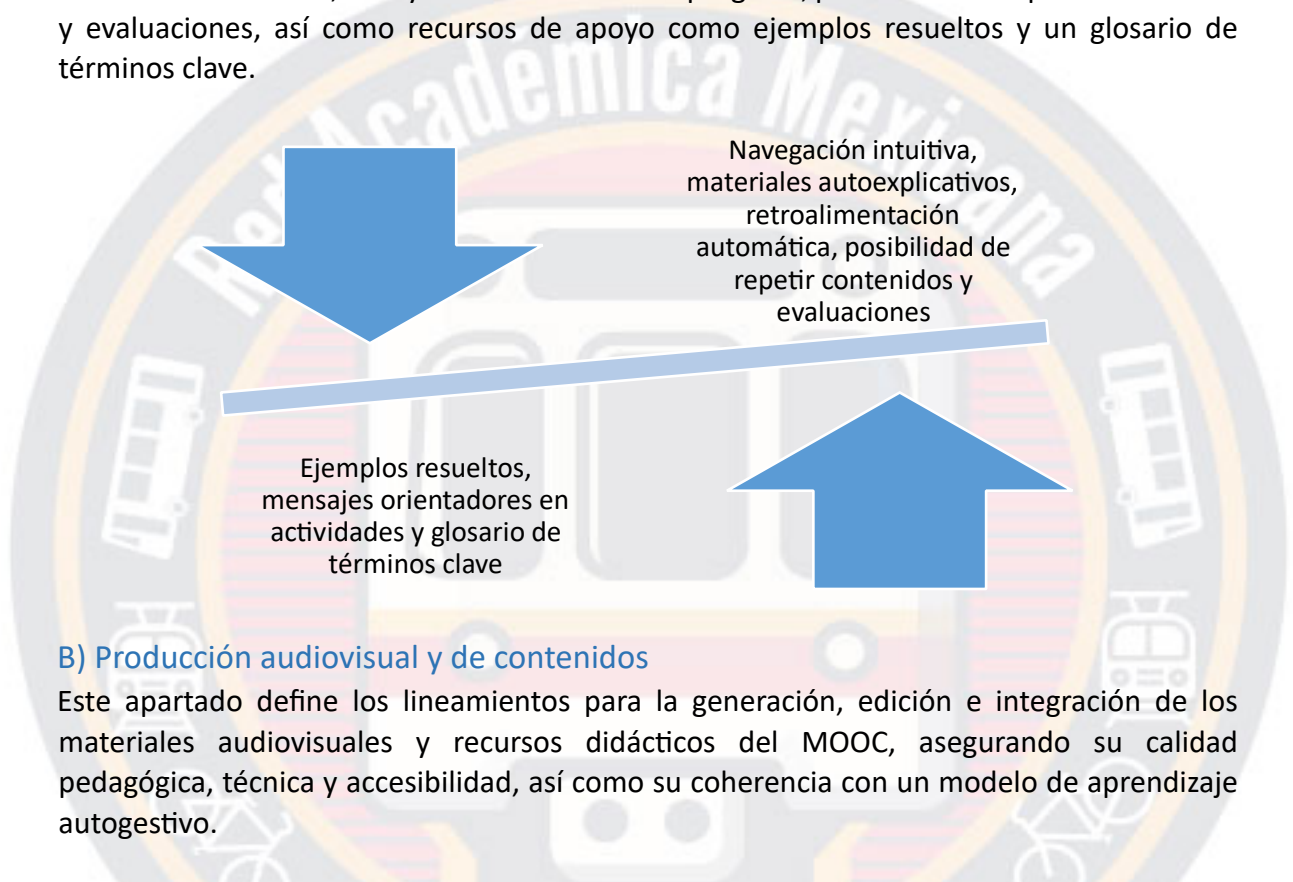 y evaluaciones, así como recursos de apoyo como ejemplos resueltos y un glosario de
términos clave.
Red Academica Mexicana
Navegación intuitiva,
materiales autoexplicativos,
retroalimentación
automática, posibilidad de
repetir contenidos y
evaluaciones
Ejemplos resueltos,
mensajes orientadores en
actividades y glosario de
términos clave
B) Producción audiovisual y de contenidos
Este apartado define los lineamientos para la generación, edición e integración de los
materiales audiovisuales y recursos didácticos del MOOC, asegurando su calidad
pedagógica, técnica y accesibilidad, así como su coherencia con un modelo de aprendizaje
autogestivo.